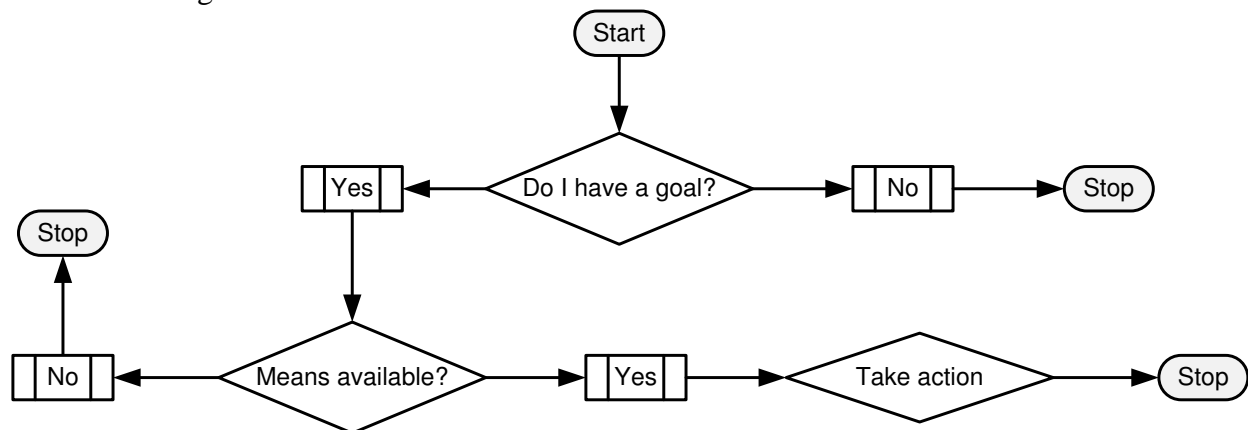 Start
Do I have a goal?
Yes
No
Stop
Stop
No
Means available?
Yes
Take action
Stop